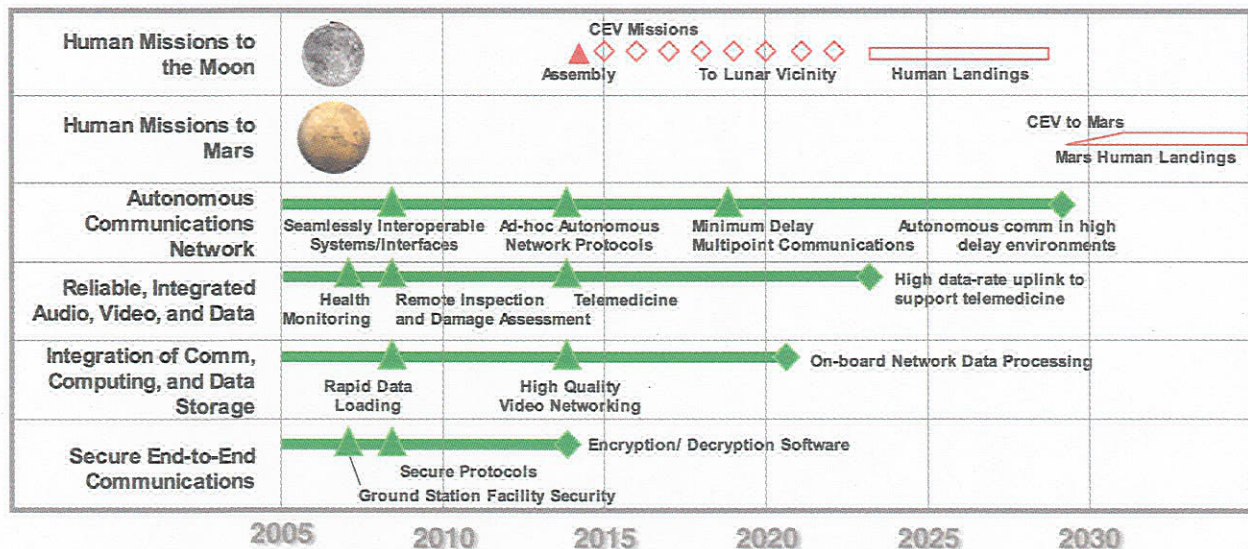 Human Missions to
the Moon
CEV Missions
Assembly
To Lunar Vicinity
Human Landings
Human Missions to
Mars
CEV to Mars
Mars Human Landings
Autonomous
Communications
Network
Seamlessly Interoperable
Systems/Interfaces
Ad-hoc Autonomous
Network Protocols
Minimum Delay
Multipoint Communications
Autonomous comm in high
delay environments
Reliable, Integrated
Audio, Video, and Data
Health
Monitoring
Remote Inspection
and Damage Assessment
Telemedicine
High data-rate uplink to
support telemedicine
Integration of Comm,
Computing, and Data
Storage
Rapid Data
Loading
High Quality
Video Networking
On-board Network Data Processing
Secure End-to-End
Communications
Secure Protocols
Ground Station Facility Security
Encryption/ Decryption Software
2005 2010 2015 2020 2025 2030